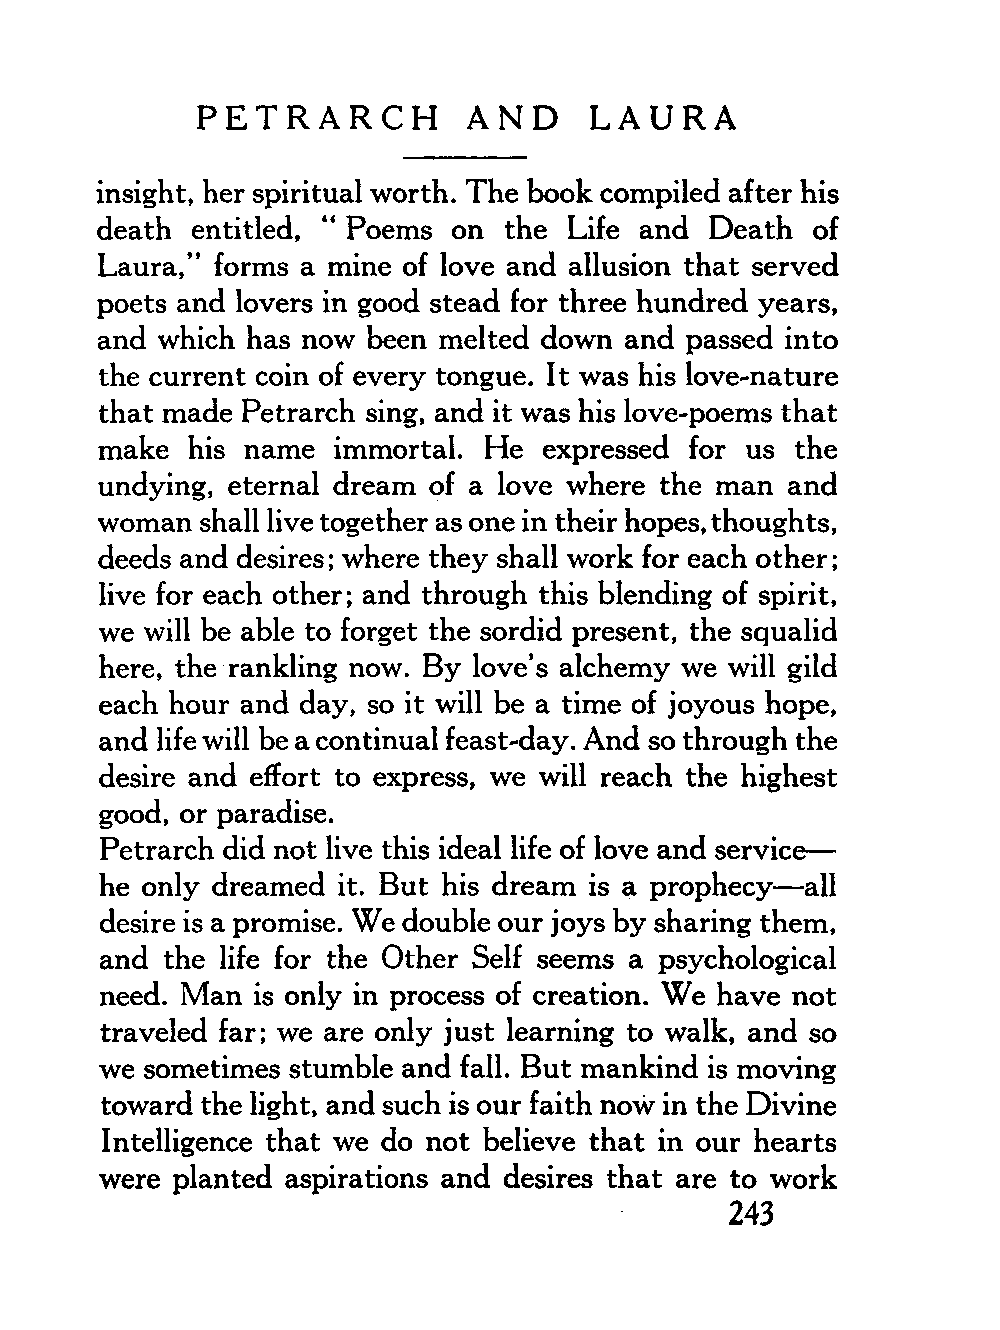 PETRARCH AND LAURA
insight, her spiritual worth. The book compiled after his
death entitled, “ Poems on the Life and Death of
Laura,” forms a mine of love and allusion that served
poets and lovers in good stead for three hundred years,
and which has now been melted down and passed into
the current coin of every tongue. It was his love-nature
that made Petrarch sing, and it was his love-poems that
make his name immortal. He expressed for us the
undying, eternal dream of a love where the man and
woman shall live together as one in their hopes, thoughts,
deeds and desires; where they shall work for each other;
live for each other; and through this blending of spirit,
we will be able to forget the sordid present, the squalid
here, the rankling now. By love's alchemy we will gild
each hour and day, so it will be a time of joyous hope,
and life will be a continual feast-day. And so through the
desire and effort to express, we will reach the highest
good, or paradise.
Petrarch did not live this ideal life of love and service—
he only dreamed it. But his dream is a prophecy—all
desire is a promise. We double our joys by sharing them,
and the life for the Other Self seems a psychological
need. Man is only in process of creation. We have not
traveled far; we are only just learning to walk, and so
we sometimes stumble and fall. But mankind is moving
toward the light, and such is our faith now in the Divine
Intelligence that we do not believe that in our hearts
were planted aspirations and desires that are to work
243